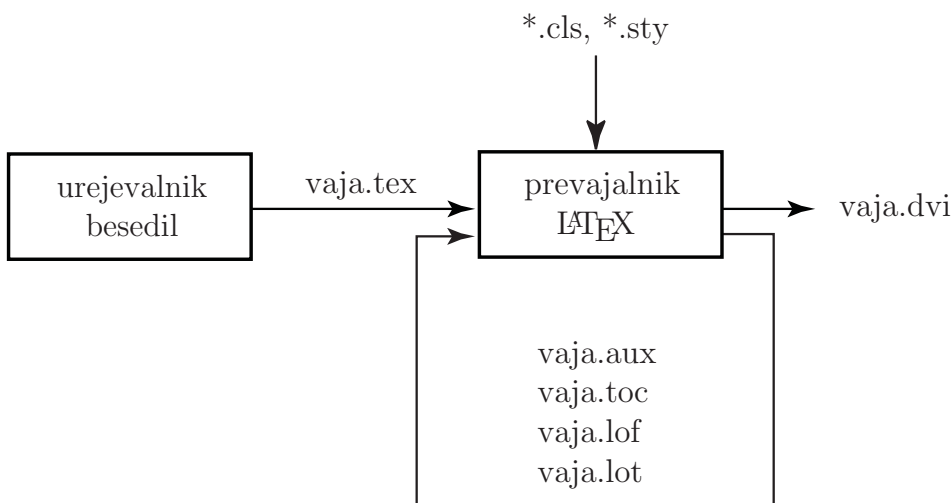 *.cls, *.sty
urejevalnik
besedil
vaja.tex
prevajalnik
LATEX
vaja.dvi
vaja.aux
vaja.toc
vaja.lof
vaja.lot